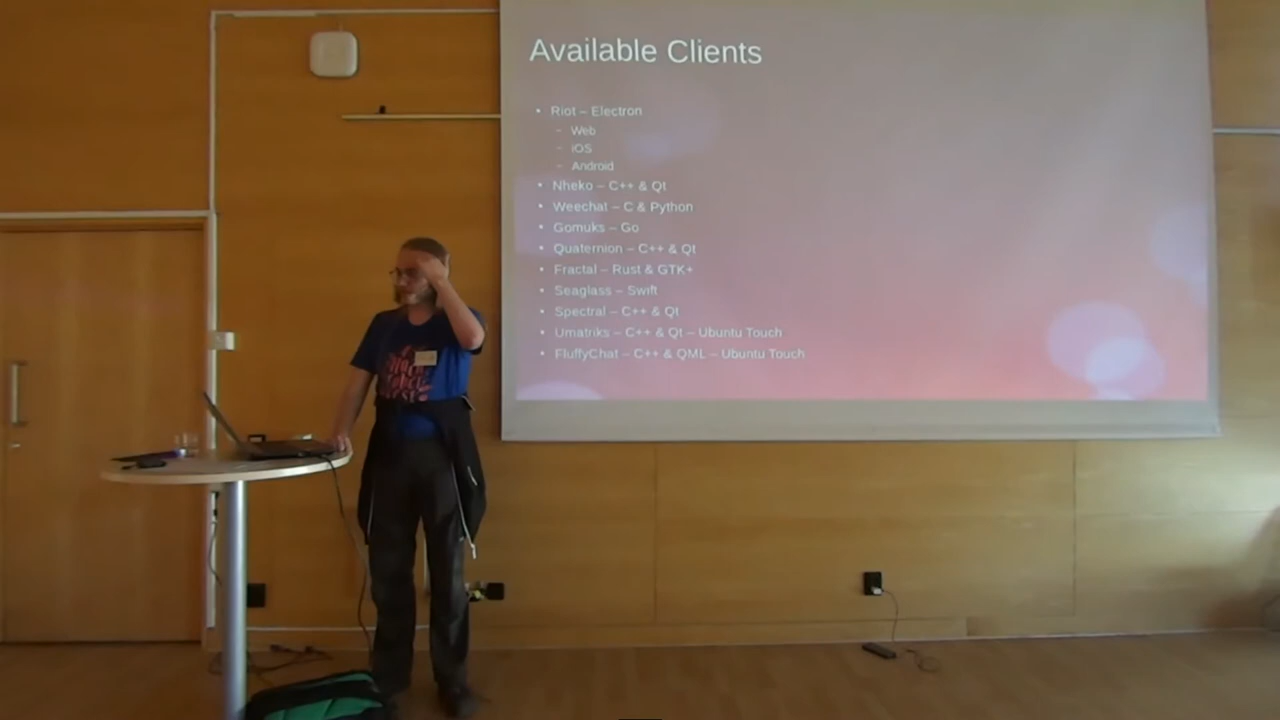 Available Clients
• Riot – Electron
– Web
– iOS
– Android
• Nheko – C++ & Qt
• Weechat – C & Python
• Gomuks – Go
• Quaternion – C++ & Qt
• Fractal – Rust & GTK+
• Seaglass – Swift
• Spectral – C++ & Qt
• Umatriks – C++ & Qt – Ubuntu Touch
• FluffyChat – C++ & QML – Ubuntu Touch